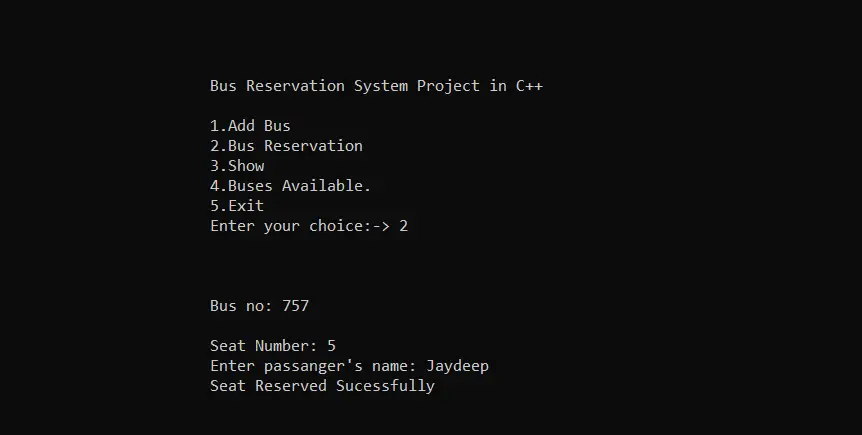 Bus Reservation System Project in C++
1.Add Bus
2.Bus Reservation
3.Show
4.Buses Available.
5.Exit
Enter your choice:-> 2
Bus no: 757
Seat Number: 5
Enter passanger's name: Jaydeep
Seat Reserved Sucessfully